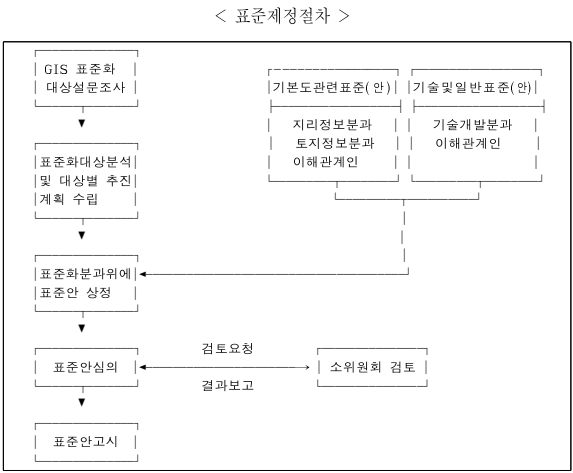 < 표준제정절차 >
GIS 표준화
대상설문조사
기본도관련표준(안)
기술및일반표준(안)
지리정보분과
토지정보분과
이해관계인
기술개발분과
이해관계인
표준화대상분석
및 대상별 추진
계획 수립
표준화분과위에
표준안 상정
검토요청
표준안심의
소위원회 검토
결과보고
표준안고시